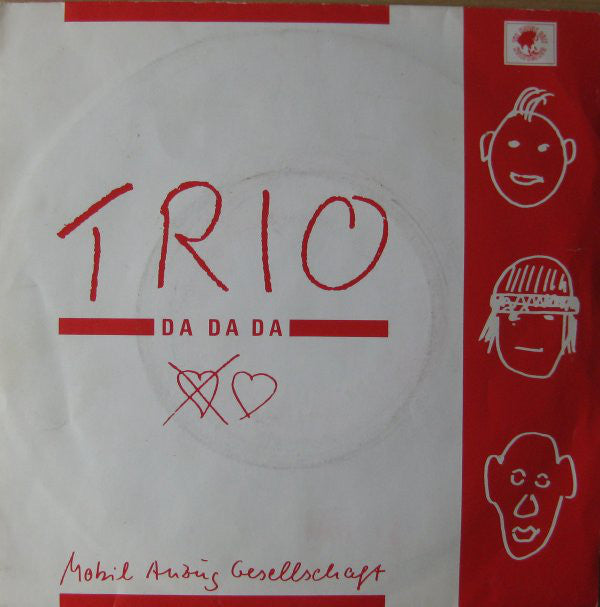 TRIO
DA DA DA
Mobil Anzug Gesellschaft